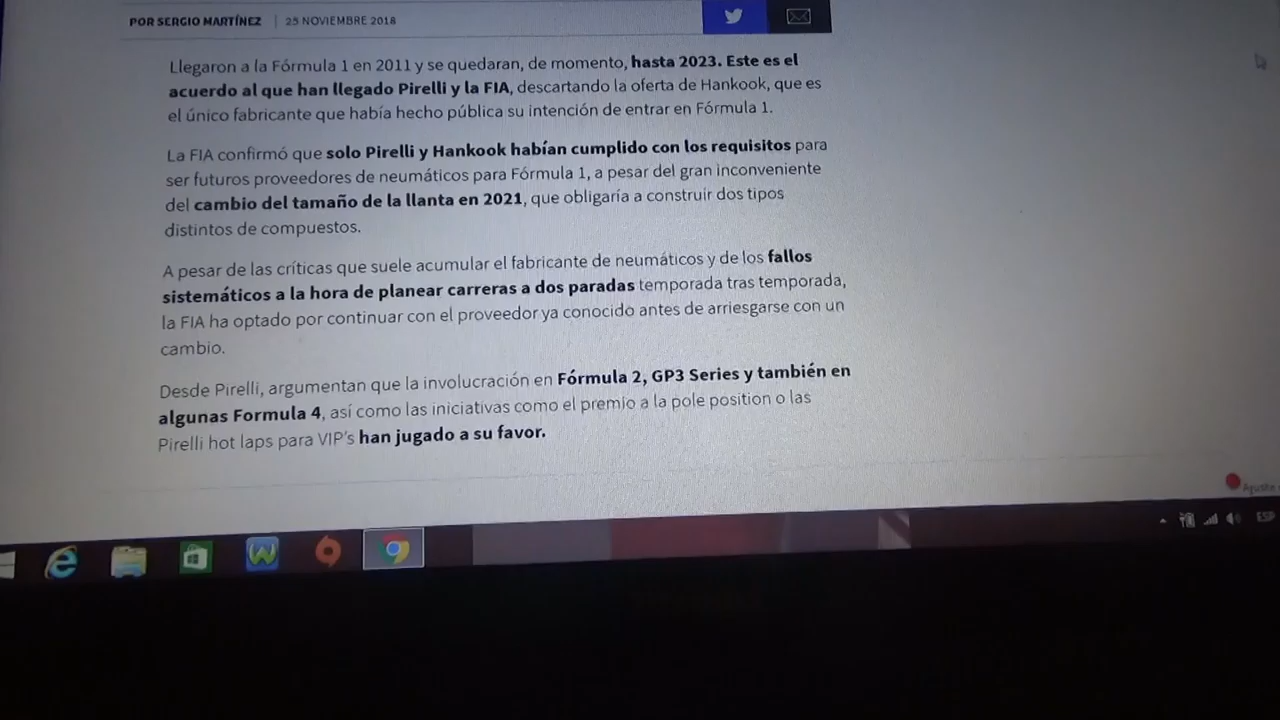 POR SERGIO MARTÍNEZ | 25 NOVIEMBRE 2018
Llegaron a la Fórmula 1 en 2011 y se quedaran, de momento, hasta 2023. Este es el
acuerdo al que han llegado Pirelli y la FIA, descartando la oferta de Hankook, que es
el único fabricante que había hecho pública su intención de entrar en Fórmula 1.
La FIA confirmó que solo Pirelli y Hankook habían cumplido con los requisitos para
ser futuros proveedores de neumáticos para Fórmula 1, a pesar del gran inconveniente
del cambio del tamaño de la llanta en 2021, que obligaría a construir dos tipos
distintos de compuestos.
A pesar de las críticas que suele acumular el fabricante de neumáticos y de los fallos
sistemáticos a la hora de planear carreras a dos paradas temporada tras temporada,
la FIA ha optado por continuar con el proveedor ya conocido antes de arriesgarse con un
cambio.
Desde Pirelli, argumentan que la involucración en Fórmula 2, GP3 Series y también en
algunas Formula 4, así como las iniciativas como el premio a la pole position o las
Pirelli hot laps para VIP's han jugado a su favor.
Ajuste
ESP